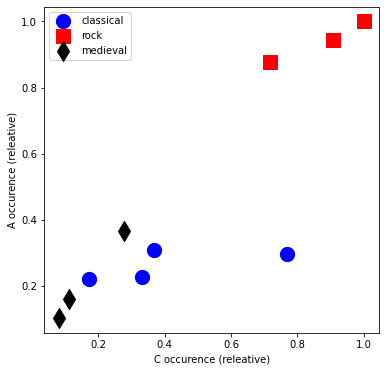 classical
rock
medieval
1.0
0.8
0.6
0.4
0.2
A occurence (releative)
0.2
0.4
0.6
0.8
1.0
C occurence (releative)